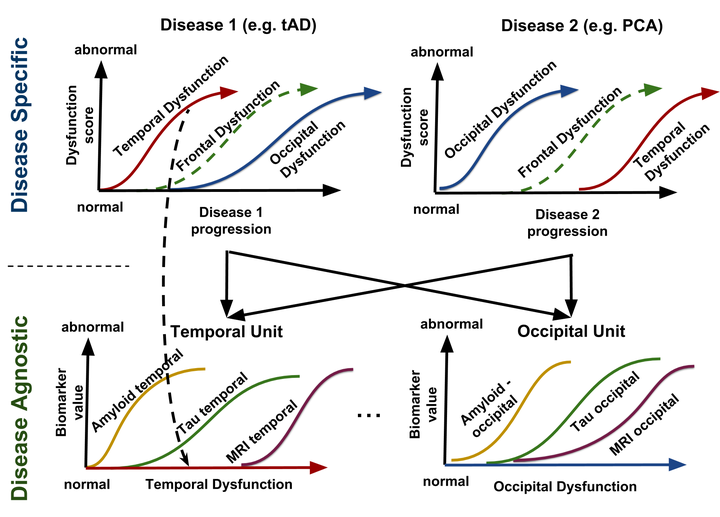 Disease Specific
Disease 1 (e.g. tAD)
abnormal
Dysfunction
score
Temporal Dysfunction
Frontal Dysfunction
Occipital
Dysfunction
normal
Disease 1
progression
Disease 2 (e.g. PCA)
abnormal
Dysfunction
score
Occipital Dysfunction
Frontal Dysfunction
Temporal
Dysfunction
normal
Disease 2
progression
Disease Agnostic
Temporal Unit
abnormal
Biomarker
value
Amyloid temporal
Tau temporal
MRI temporal
normal
Temporal Dysfunction
...
Occipital Unit
abnormal
Biomarker
value
Amyloid -
occipital
Tau occipital
MRI occipital
normal
Occipital Dysfunction